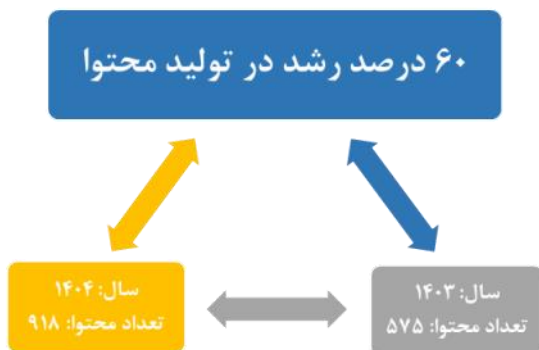 ۶۰ درصد رشد در تولید محتوا
سال: ۱۴۰۳
تعداد محتوا: ۵۷۵
سال: ۱۴۰۴
تعداد محتوا: ۹۱۸